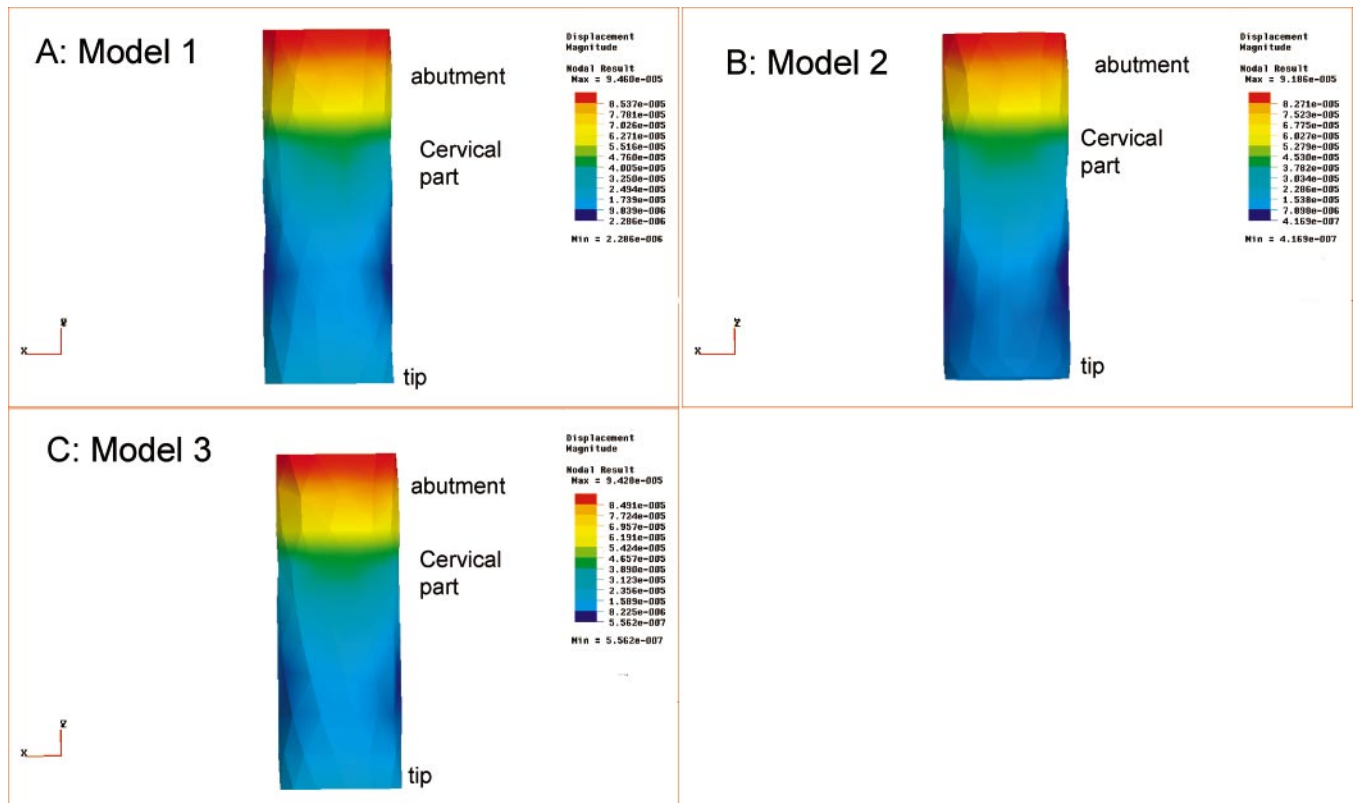 A: Model 1
abutment
Cervical
part
tip
Displacement
Magnitude
Nodal Result
Max = 9.460e-005
8.537e-005
7.781e-005
7.026e-005
6.271e-005
5.516e-005
4.760e-005
4.005e-005
3.250e-005
2.494e-005
1.739e-005
9.839e-006
2.286e-006
Min = 2.286e-006
X
B: Model 2
abutment
Cervical
part
tip
Displacement
Magnitude
Nodal Result
Max = 9.186e-005
8.271e-005
7.523e-005
6.775e-005
6.027e-005
5.279e-005
4.530e-005
3.782e-005
3.034e-005
2.286e-005
1.538e-005
7.898e-006
4.169e-007
Min = 4.169e-007
X
C: Model 3
abutment
Cervical
part
tip
Displacement
Magnitude
Nodal Result
Max = 9.420e-005
8.491e-005
7.724e-005
6.957e-005
6.191e-005
5.424e-005
4.657e-005
3.890e-005
3.123e-005
2.356e-005
1.589e-005
8.225e-006
5.562e-007
Min = 5.562e-007
X